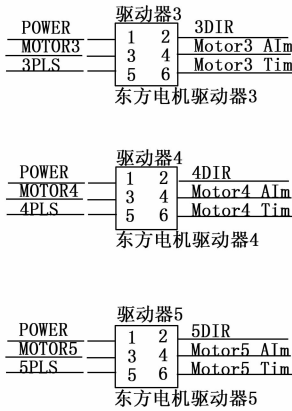 驱动器3
POWER 1 2 3DIR
MOTOR3 3 4 Motor3 AIm
3PLS 5 6 Motor3 Tim
东方电机驱动器3
驱动器4
POWER 1 2 4DIR
MOTOR4 3 4 Motor4 AIm
4PLS 5 6 Motor4 Tim
东方电机驱动器4
驱动器5
POWER 1 2 5DIR
MOTOR5 3 4 Motor5 AIm
5PLS 5 6 Motor5 Tim
东方电机驱动器5